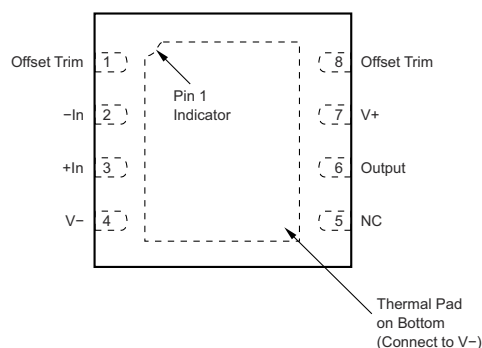 Offset Trim 1
8 Offset Trim
Pin 1
Indicator
−In 2
7 V+
+In 3
6 Output
V− 4
5 NC
Thermal Pad
on Bottom
(Connect to V−)